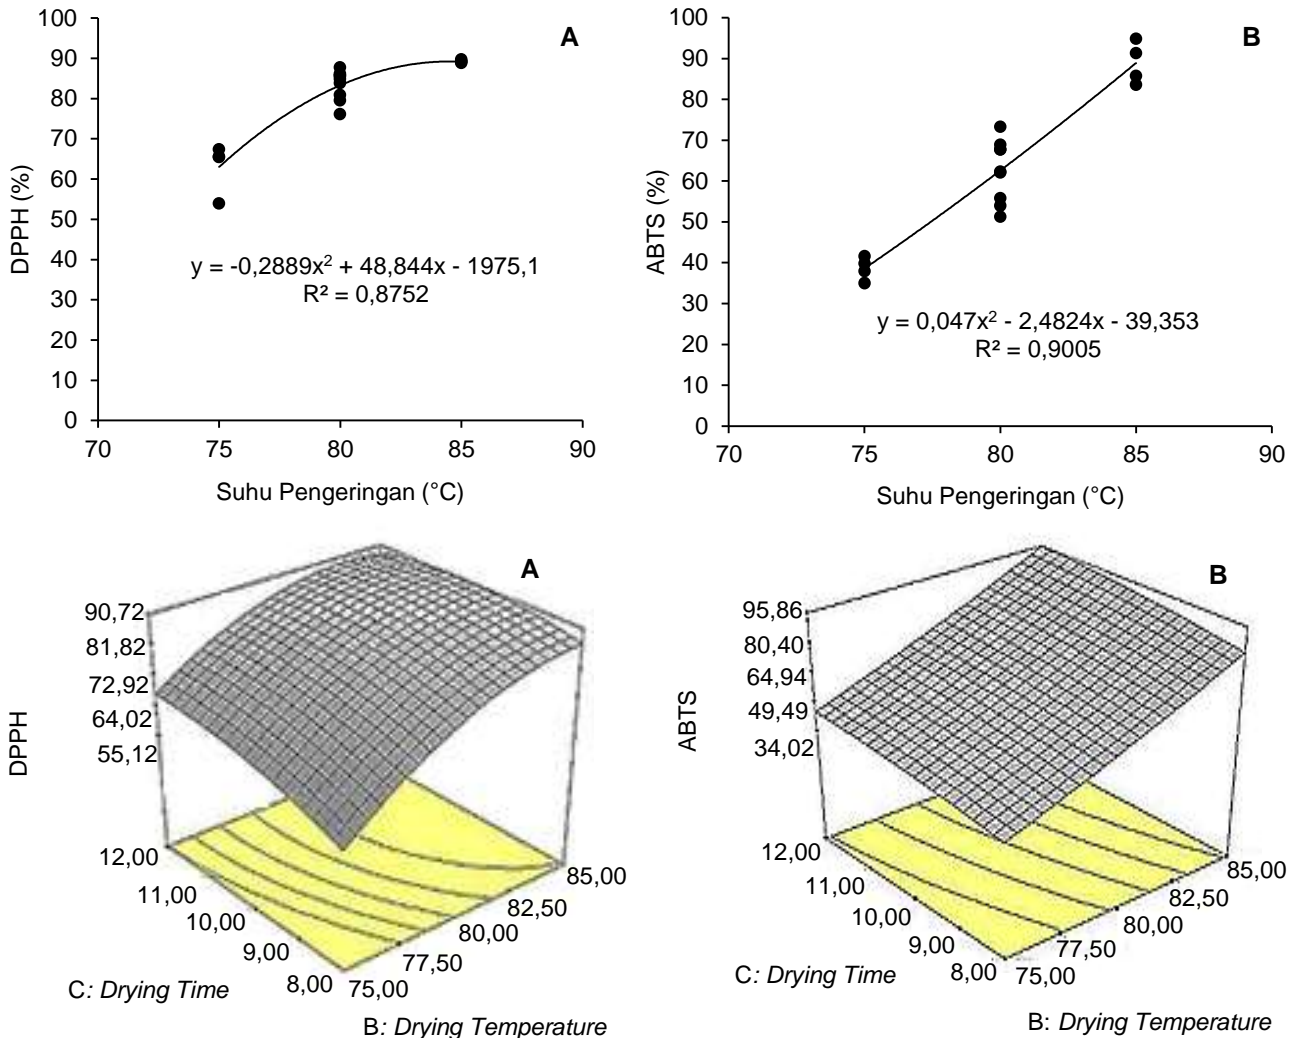 A
100
90
80
70
60
50
40
30
20
10
0
DPPH (%)
y = -0,2889x² + 48,844x - 1975,1
R² = 0,8752
70 75 80 85 90
Suhu Pengeringan (°C)
B
100
90
80
70
60
50
40
30
20
10
0
ABTS (%)
y = 0,047x² - 2,4824x - 39,353
R² = 0,9005
70 75 80 85 90
Suhu Pengeringan (°C)
A
90,72
81,82
72,92
64,02
55,12
DPPH
12,00
11,00
10,00
9,00
8,00
85,00
82,50
80,00
77,50
75,00
C: Drying Time
B: Drying Temperature
B
95,86
80,40
64,94
49,49
34,02
ABTS
12,00
11,00
10,00
9,00
8,00
85,00
82,50
80,00
77,50
75,00
C: Drying Time
B: Drying Temperature